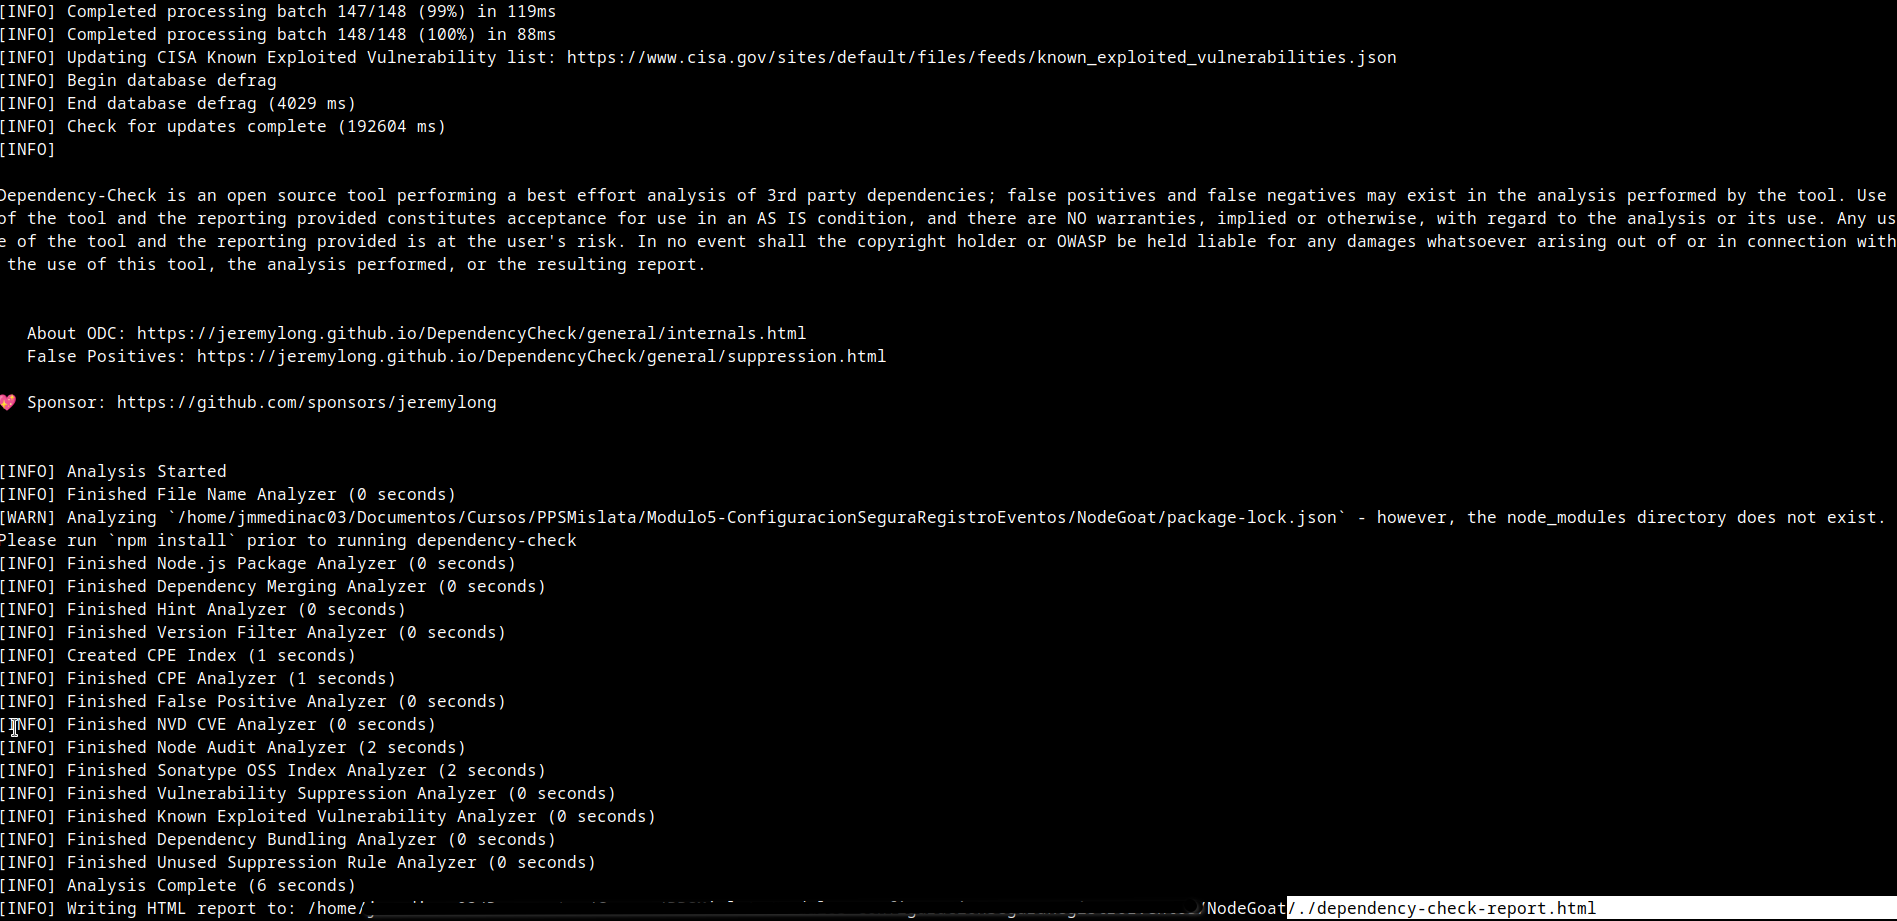 [INFO] Completed processing batch 147/148 (99%) in 119ms
[INFO] Completed processing batch 148/148 (100%) in 88ms
[INFO] Updating CISA Known Exploited Vulnerability list: https://www.cisa.gov/sites/default/files/feeds/known_exploited_vulnerabilities.json
[INFO] Begin database defrag
[INFO] End database defrag (4029 ms)
[INFO] Check for updates complete (192604 ms)
[INFO]
Dependency-Check is an open source tool performing a best effort analysis of 3rd party dependencies; false positives and false negatives may exist in the analysis performed by the tool. Use
of the tool and the reporting provided constitutes acceptance for use in an AS IS condition, and there are NO warranties, implied or otherwise, with regard to the analysis or its use. Any us
e of the tool and the reporting provided is at the user's risk. In no event shall the copyright holder or OWASP be held liable for any damages whatsoever arising out of or in connection with
the use of this tool, the analysis performed, or the resulting report.
About ODC: https://jeremylong.github.io/DependencyCheck/general/internals.html
False Positives: https://jeremylong.github.io/DependencyCheck/general/suppression.html
💖 Sponsor: https://github.com/sponsors/jeremylong
[INFO] Analysis Started
[INFO] Finished File Name Analyzer (0 seconds)
[WARN] Analyzing `/home/jmmedinac03/Documentos/Cursos/PPSMislata/Modulo5-ConfiguracionSeguraRegistroEventos/NodeGoat/package-lock.json` - however, the node_modules directory does not exist.
Please run `npm install` prior to running dependency-check
[INFO] Finished Node.js Package Analyzer (0 seconds)
[INFO] Finished Dependency Merging Analyzer (0 seconds)
[INFO] Finished Hint Analyzer (0 seconds)
[INFO] Finished Version Filter Analyzer (0 seconds)
[INFO] Created CPE Index (1 seconds)
[INFO] Finished CPE Analyzer (1 seconds)
[INFO] Finished False Positive Analyzer (0 seconds)
[INFO] Finished NVD CVE Analyzer (0 seconds)
[INFO] Finished Node Audit Analyzer (2 seconds)
[INFO] Finished Sonatype OSS Index Analyzer (2 seconds)
[INFO] Finished Vulnerability Suppression Analyzer (0 seconds)
[INFO] Finished Known Exploited Vulnerability Analyzer (0 seconds)
[INFO] Finished Dependency Bundling Analyzer (0 seconds)
[INFO] Finished Unused Suppression Rule Analyzer (0 seconds)
[INFO] Analysis Complete (6 seconds)
[INFO] Writing HTML report to: /home/ /NodeGoat/./dependency-check-report.html